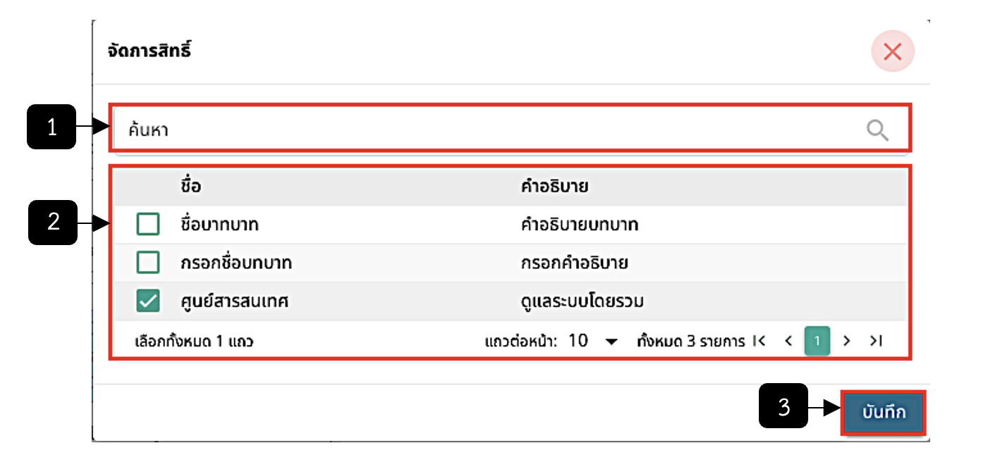 จัดการสิทธิ์
1
ค้นหา
ชื่อ คำอธิบาย
2
ชื่อบาทบาท คำอธิบายบทบาท
กรอกชื่อบทบาท กรอกคำอธิบาย
ศูนย์สารสนเทศ ดูแลระบบโดยรวม
เลือกทั้งหมด 1 แถว แถวต่อหน้า: 10 ทั้งหมด 3 รายการ 1
3
บันทึก